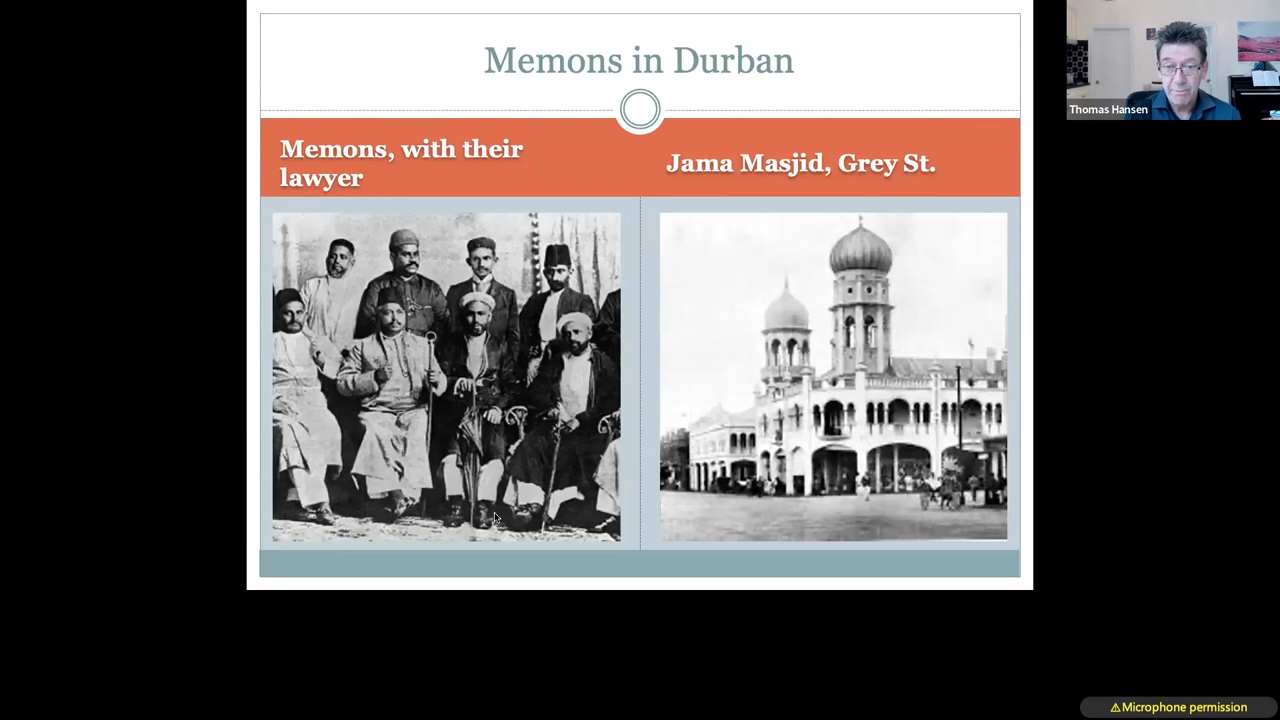 Memons in Durban
Memons, with their
lawyer
Jama Masjid, Grey St.
Thomas Hansen
⚠Microphone permission